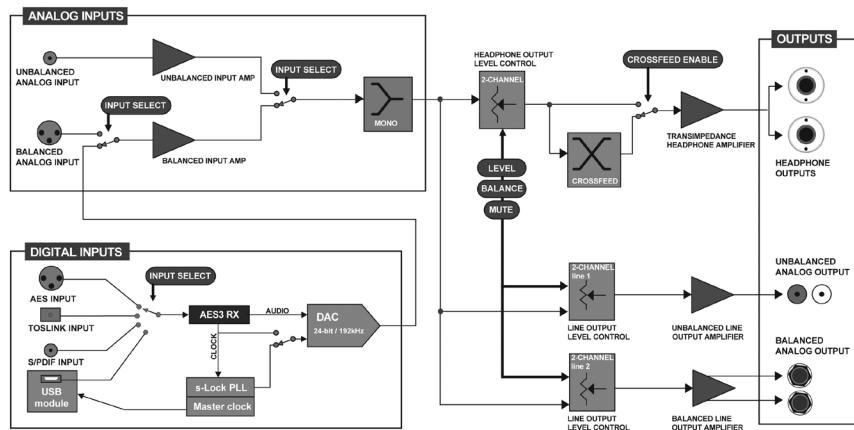 ANALOG INPUTS
UNBALANCED
ANALOG INPUT
UNBALANCED INPUT AMP
INPUT SELECT
INPUT SELECT
BALANCED
ANALOG INPUT
BALANCED INPUT AMP
MONO
HEADPHONE OUTPUT
LEVEL CONTROL
2-CHANNEL
CROSSFEED ENABLE
CROSSFEED
TRANSIMPEDANCE
HEADPHONE AMPLIFIER
OUTPUTS
HEADPHONE
OUTPUTS
LEVEL
BALANCE
MUTE
DIGITAL INPUTS
AES INPUT
TOSLINK INPUT
S/PDIF INPUT
USB
module
INPUT SELECT
AES3 RX
AUDIO
CLOCK
DAC
24-bit / 192kHz
s-Lock PLL
Master clock
2-CHANNEL
line 1
LINE OUTPUT
LEVEL CONTROL
UNBALANCED LINE
OUTPUT AMPLIFIER
UNBALANCED
ANALOG OUTPUT
2-CHANNEL
line 2
LINE OUTPUT
LEVEL CONTROL
BALANCED LINE
OUTPUT AMPLIFIER
BALANCED
ANALOG OUTPUT